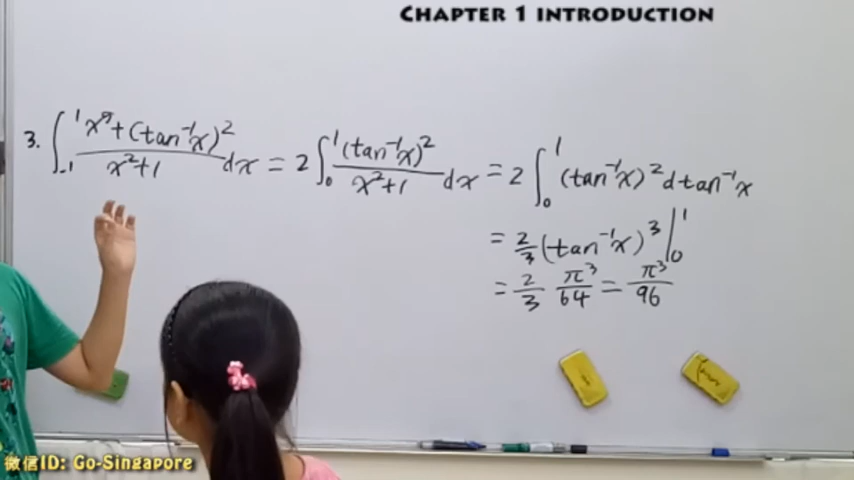 CHAPTER 1 INTRODUCTION
3. ∫₋₁¹ (x⁹+(tan⁻¹x)²)/(x²+1) dx = 2 ∫₀¹ (tan⁻¹x)²/(x²+1) dx = 2 ∫₀¹ (tan⁻¹x)² d tan⁻¹x
= 2/3 (tan⁻¹x)³ |₀¹
= 2/3 π³/64 = π³/96
微信ID: Go-Singapore